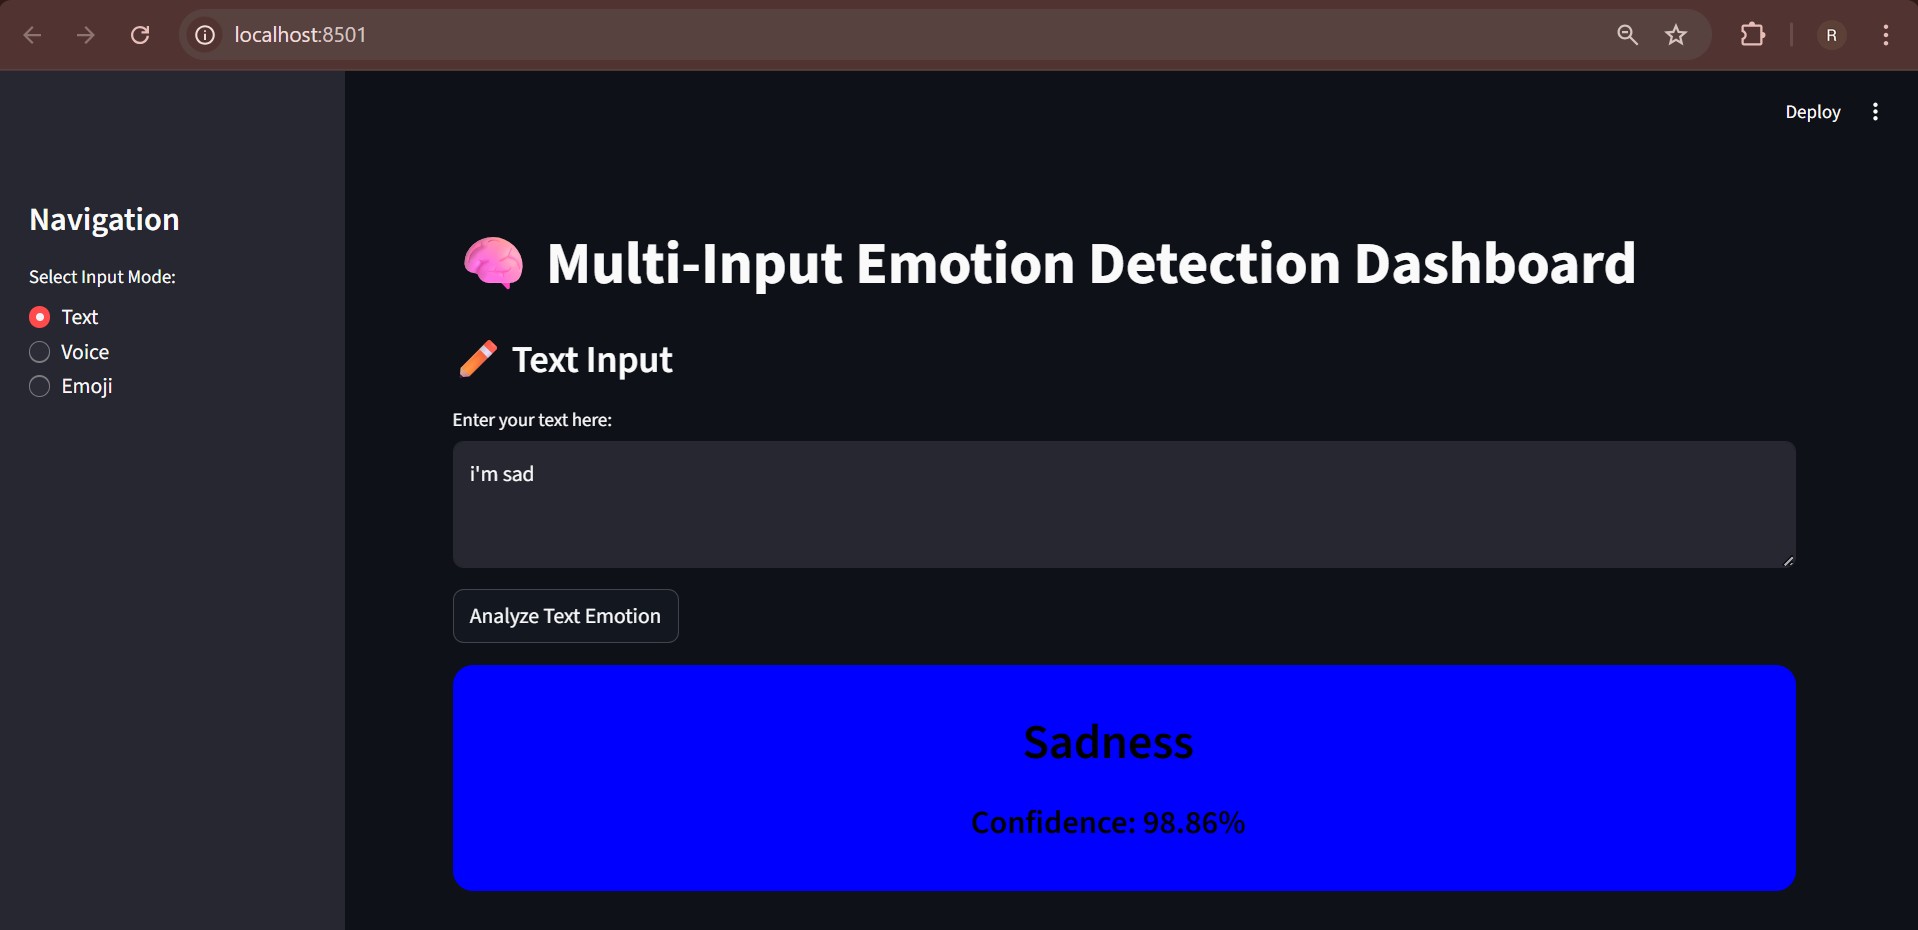 localhost:8501
R
Deploy
Navigation
Select Input Mode:
Text
Voice
Emoji
🧠 Multi-Input Emotion Detection Dashboard
✏️ Text Input
Enter your text here:
i'm sad
Analyze Text Emotion
Sadness
Confidence: 98.86%